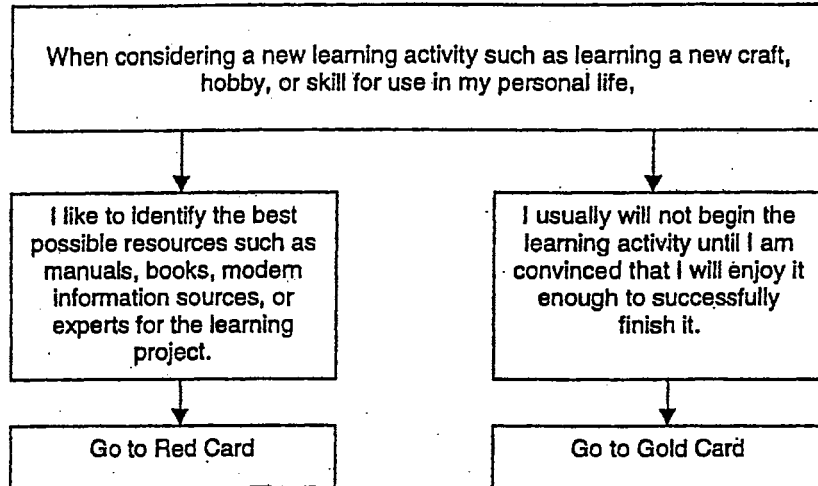 When considering a new learning activity such as learning a new craft,
hobby, or skill for use in my personal life,
I like to identify the best
possible resources such as
manuals, books, modern
information sources, or
experts for the learning
project.
I usually will not begin the
learning activity until I am
convinced that I will enjoy it
enough to successfully
finish it.
Go to Red Card
Go to Gold Card